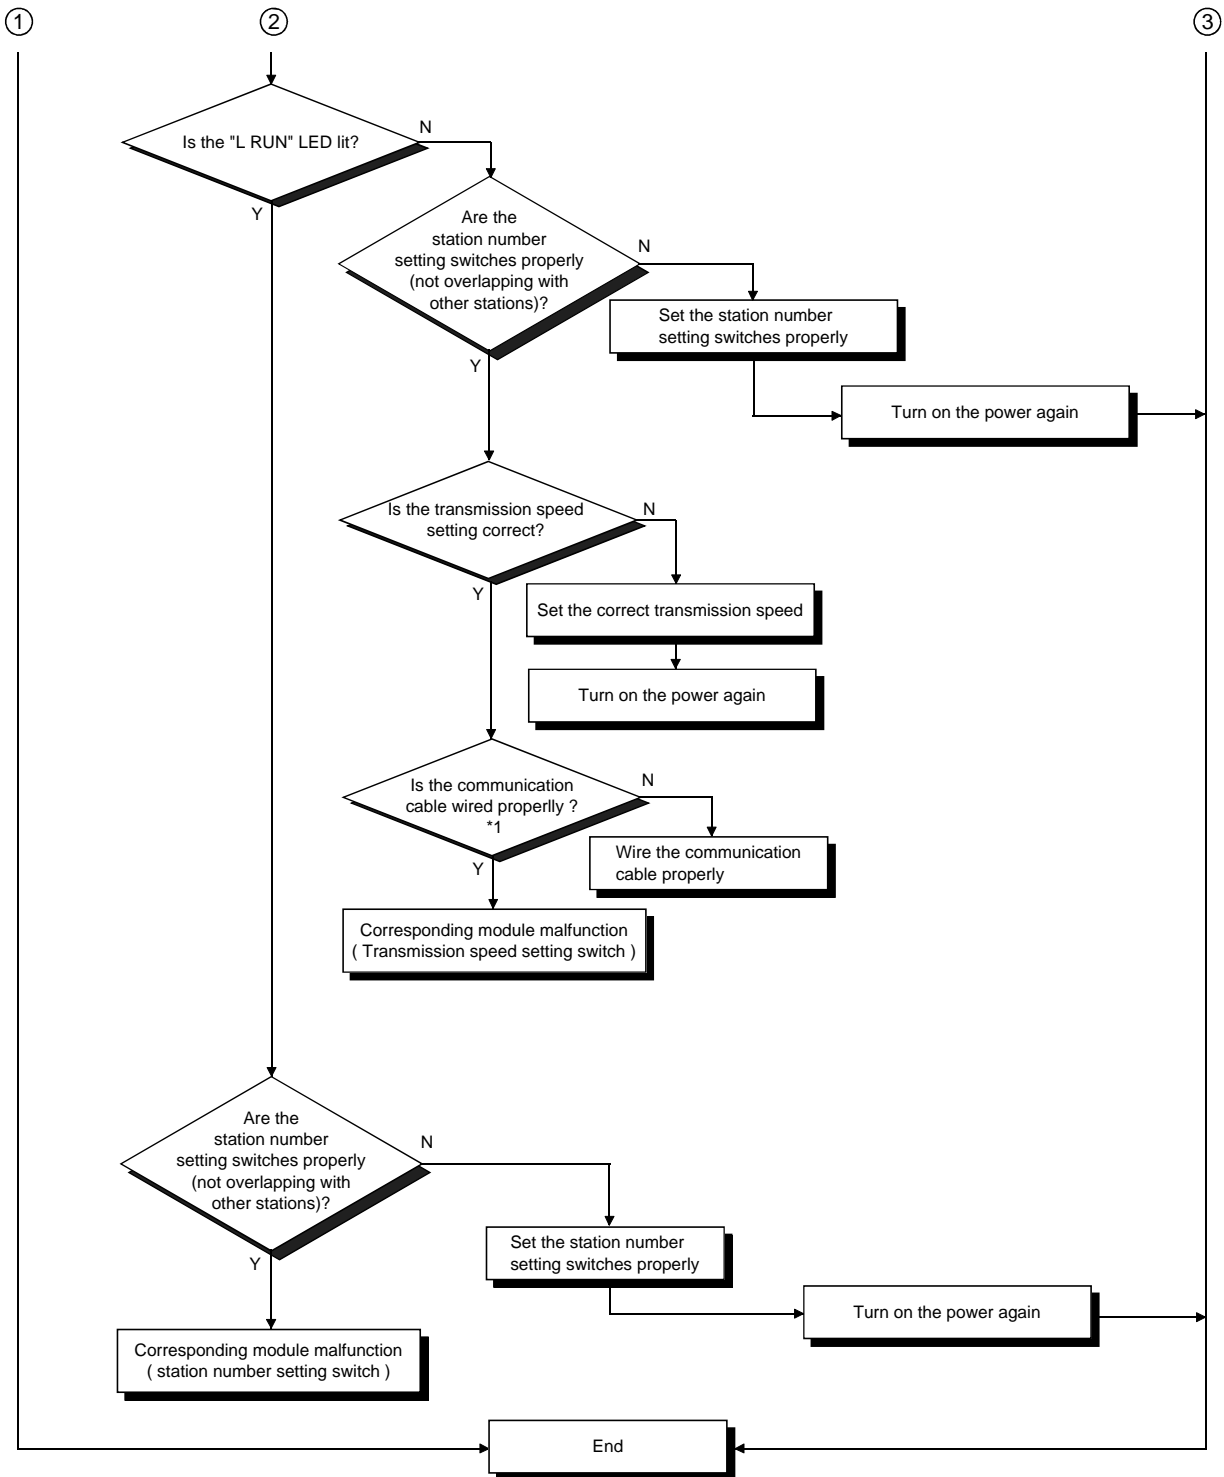 1
2
3
Is the "L RUN" LED lit?
N
Y
Are the
station number
setting switches properly
(not overlapping with
other stations)?
N
Y
Set the station number
setting switches properly
Turn on the power again
Is the transmission speed
setting correct?
N
Y
Set the correct transmission speed
Turn on the power again
Is the communication
cable wired properlly ?
*1
N
Y
Wire the communication
cable properly
Corresponding module malfunction
( Transmission speed setting switch )
Are the
station number
setting switches properly
(not overlapping with
other stations)?
N
Y
Set the station number
setting switches properly
Turn on the power again
Corresponding module malfunction
( station number setting switch )
End